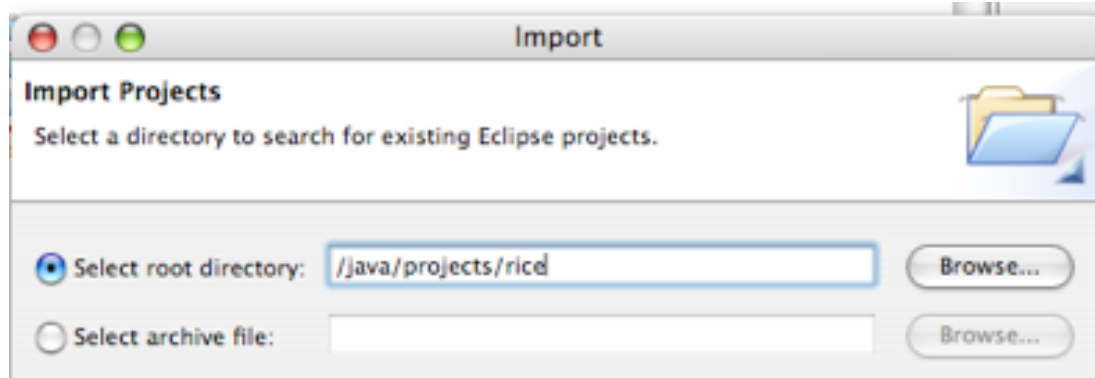 Import
Import Projects
Select a directory to search for existing Eclipse projects.
Select root directory: /java/projects/rice Browse...
Select archive file: Browse...